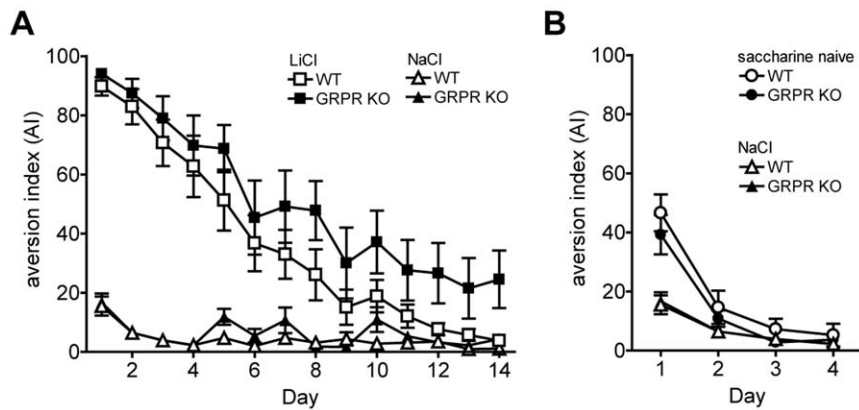 A
B
LiCl NaCl
WT WT
GRPR KO GRPR KO
saccharine naive
WT
GRPR KO
NaCl
WT
GRPR KO
aversion index (AI)
100
80
60
40
20
0
2 4 6 8 10 12 14
Day
aversion index (AI)
100
80
60
40
20
0
1 2 3 4
Day